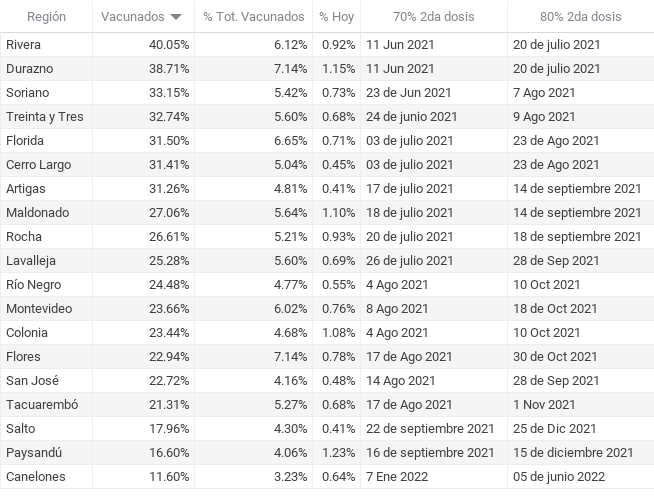 Región Vacunados % Tot. Vacunados % Hoy 70% 2da dosis 80% 2da dosis
Rivera 40.05% 6.12% 0.92% 11 Jun 2021 20 de julio 2021
Durazno 38.71% 7.14% 1.15% 11 Jun 2021 20 de julio 2021
Soriano 33.15% 5.42% 0.73% 23 de Jun 2021 7 Ago 2021
Treinta y Tres 32.74% 5.60% 0.68% 24 de junio 2021 9 Ago 2021
Florida 31.50% 6.65% 0.71% 03 de julio 2021 23 de Ago 2021
Cerro Largo 31.41% 5.04% 0.45% 03 de julio 2021 23 de Ago 2021
Artigas 31.26% 4.81% 0.41% 17 de julio 2021 14 de septiembre 2021
Maldonado 27.06% 5.64% 1.10% 18 de julio 2021 14 de septiembre 2021
Rocha 26.61% 5.21% 0.93% 20 de julio 2021 18 de septiembre 2021
Lavalleja 25.28% 5.60% 0.69% 26 de julio 2021 28 de Sep 2021
Río Negro 24.48% 4.77% 0.55% 4 Ago 2021 10 Oct 2021
Montevideo 23.66% 6.02% 0.76% 8 Ago 2021 18 de Oct 2021
Colonia 23.44% 4.68% 1.08% 4 Ago 2021 10 Oct 2021
Flores 22.94% 7.14% 0.78% 17 de Ago 2021 30 de Oct 2021
San José 22.72% 4.16% 0.48% 14 Ago 2021 28 de Sep 2021
Tacuarembó 21.31% 5.27% 0.68% 17 de Ago 2021 1 Nov 2021
Salto 17.96% 4.30% 0.41% 22 de septiembre 2021 25 de Dic 2021
Paysandú 16.60% 4.06% 1.23% 16 de septiembre 2021 15 de diciembre 2021
Canelones 11.60% 3.23% 0.64% 7 Ene 2022 05 de junio 2022